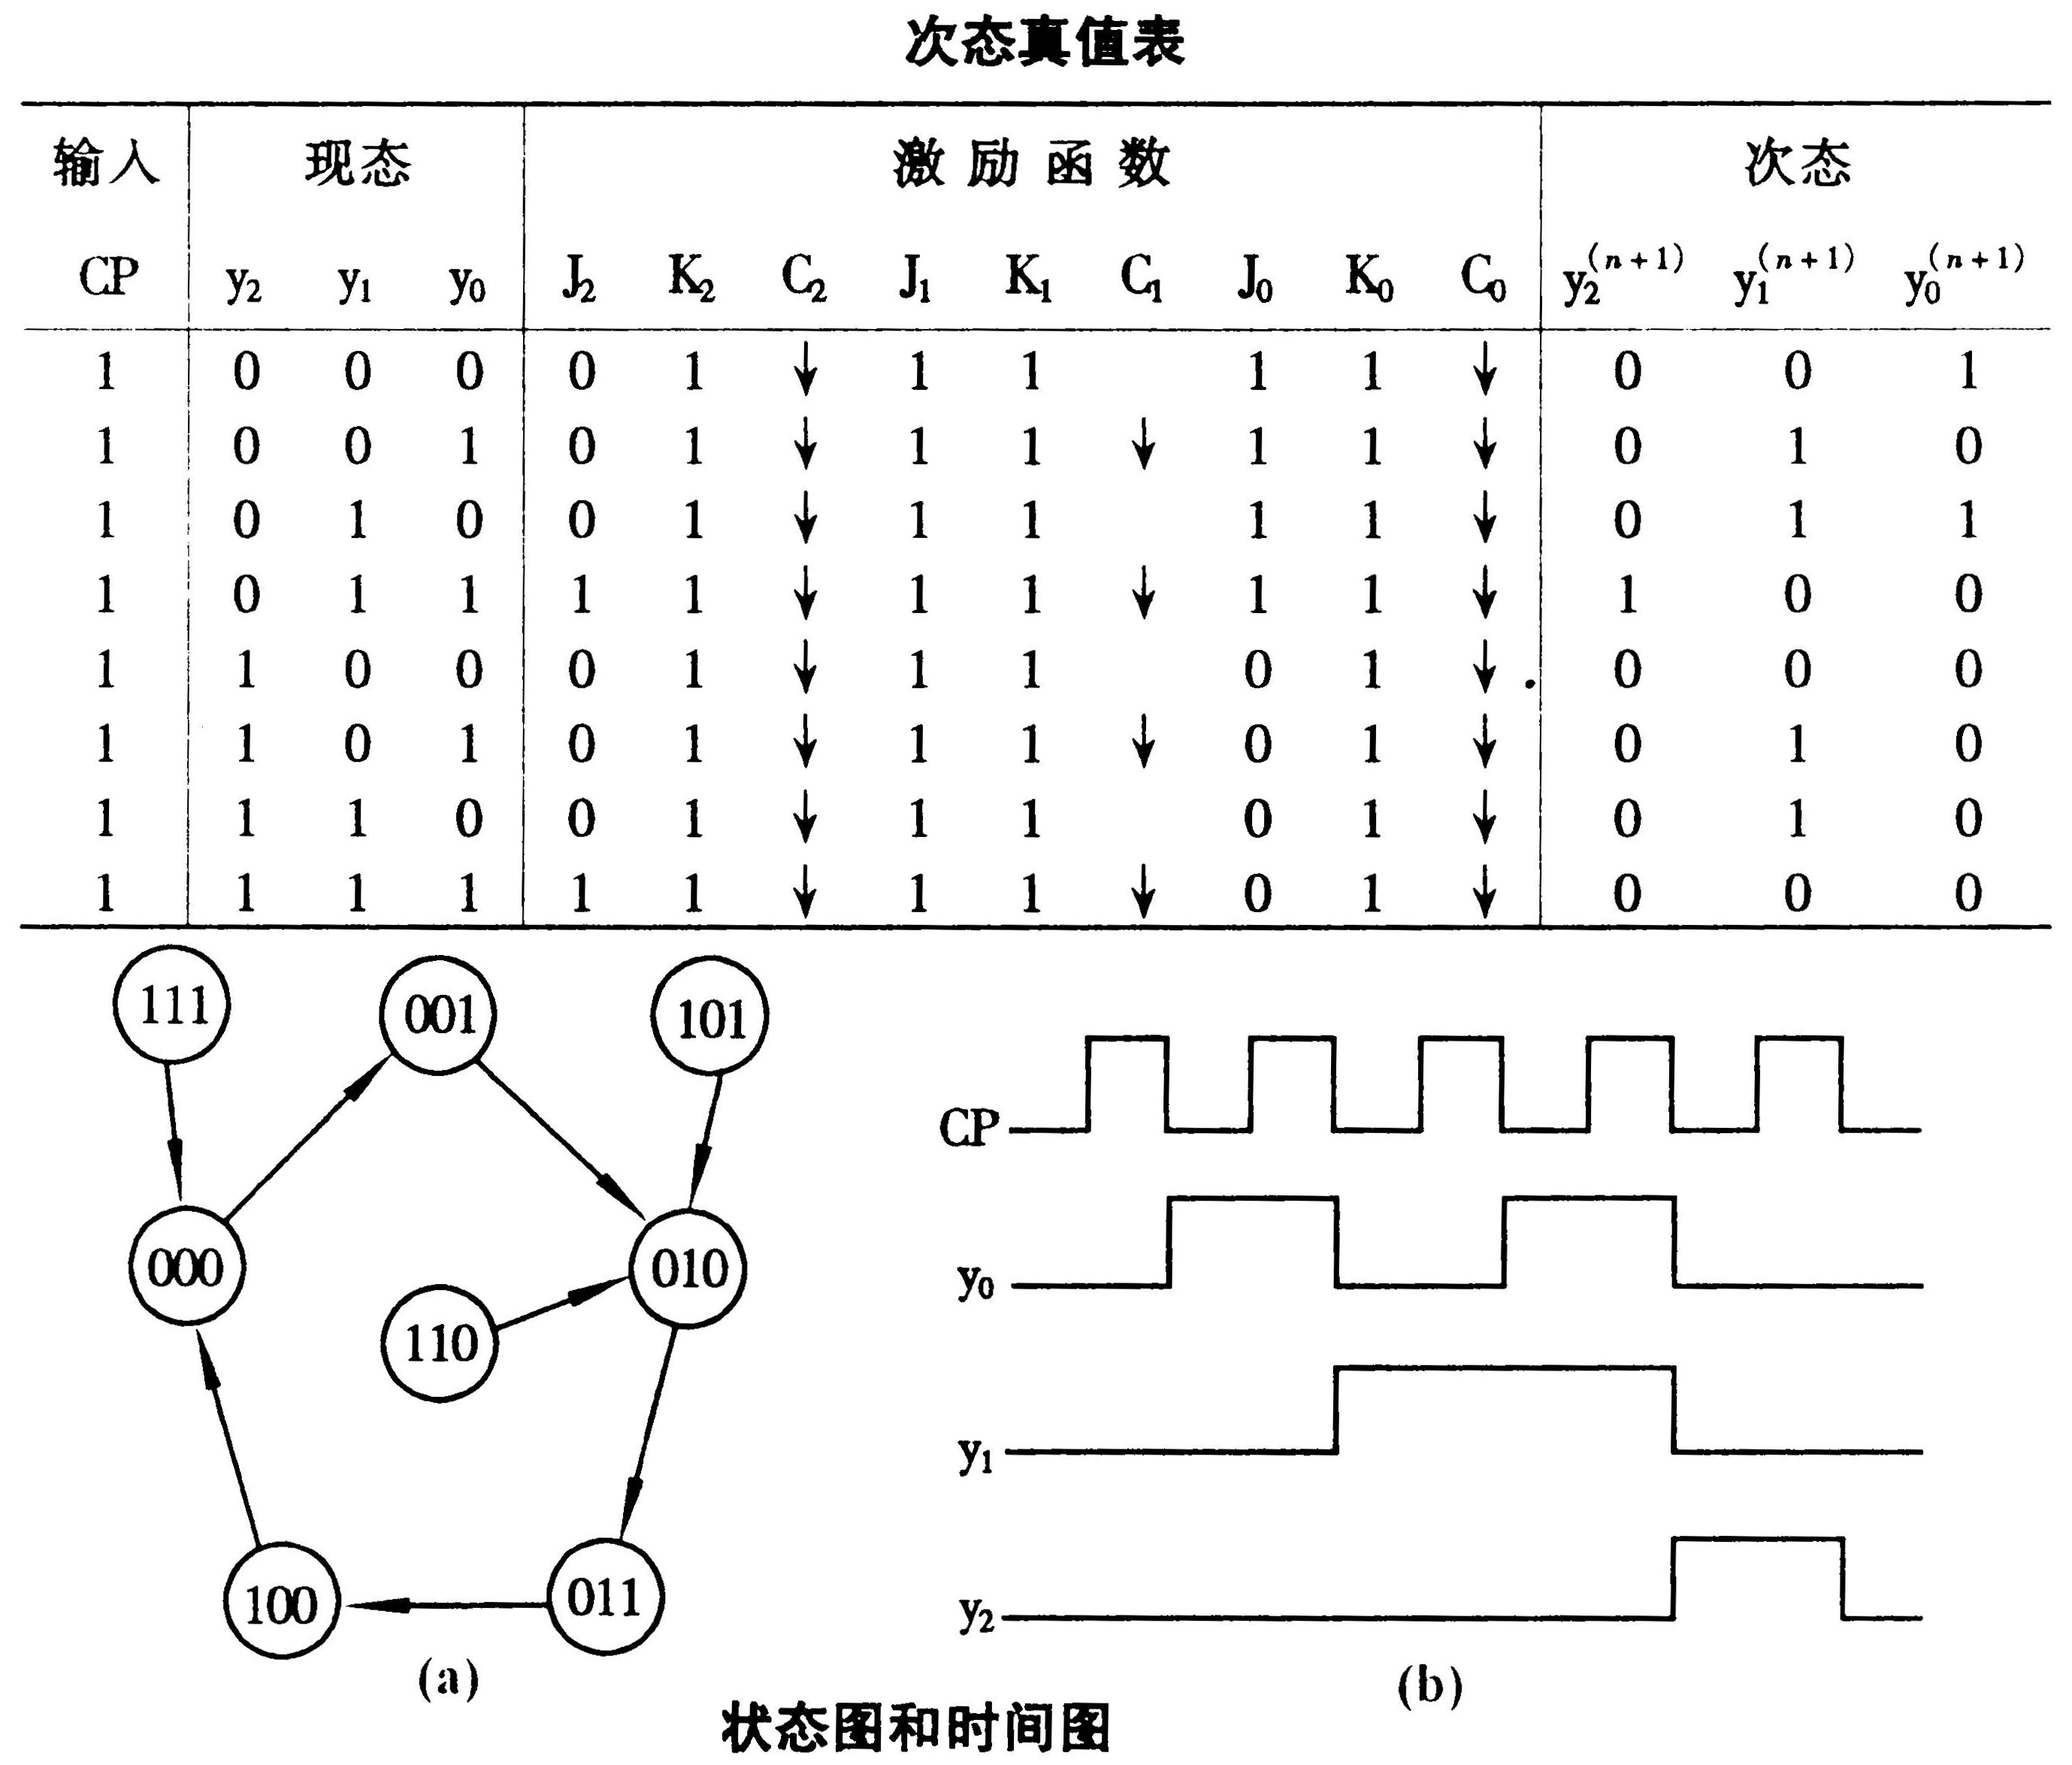 次态真值表
输入 现态 激励函数 次态
CP y2 y1 y0 J2 K2 C2 J1 K1 C1 J0 K0 C0 y2(n+1) y1(n+1) y0(n+1)
1 0 0 0 0 1 ↓ 1 1 1 1 ↓ 0 0 1
1 0 0 1 0 1 ↓ 1 1 ↓ 1 1 ↓ 0 1 0
1 0 1 0 0 1 ↓ 1 1 1 1 ↓ 0 1 1
1 0 1 1 1 1 ↓ 1 1 ↓ 1 1 ↓ 1 0 0
1 1 0 0 0 1 ↓ 1 1 0 1 ↓ 0 0 0
1 1 0 1 0 1 ↓ 1 1 ↓ 0 1 ↓ 0 1 0
1 1 1 0 0 1 ↓ 1 1 0 1 ↓ 0 1 0
1 1 1 1 1 1 ↓ 1 1 ↓ 0 1 ↓ 0 0 0
111 001 101
000 010
110
100 011
(a)
CP
y0
y1
y2
(b)
状态图和时间图